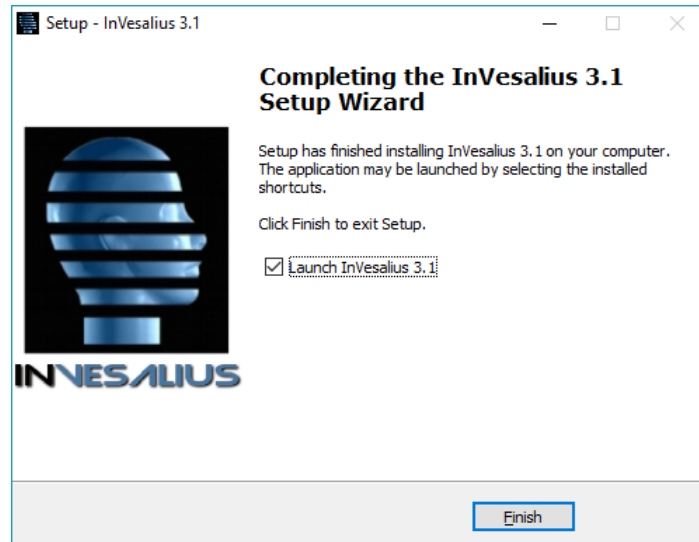 Setup - InVesalius 3.1
Completing the InVesalius 3.1
Setup Wizard
Setup has finished installing InVesalius 3.1 on your computer.
The application may be launched by selecting the installed
shortcuts.
Click Finish to exit Setup.
Launch InVesalius 3.1
INVESALIUS
Finish